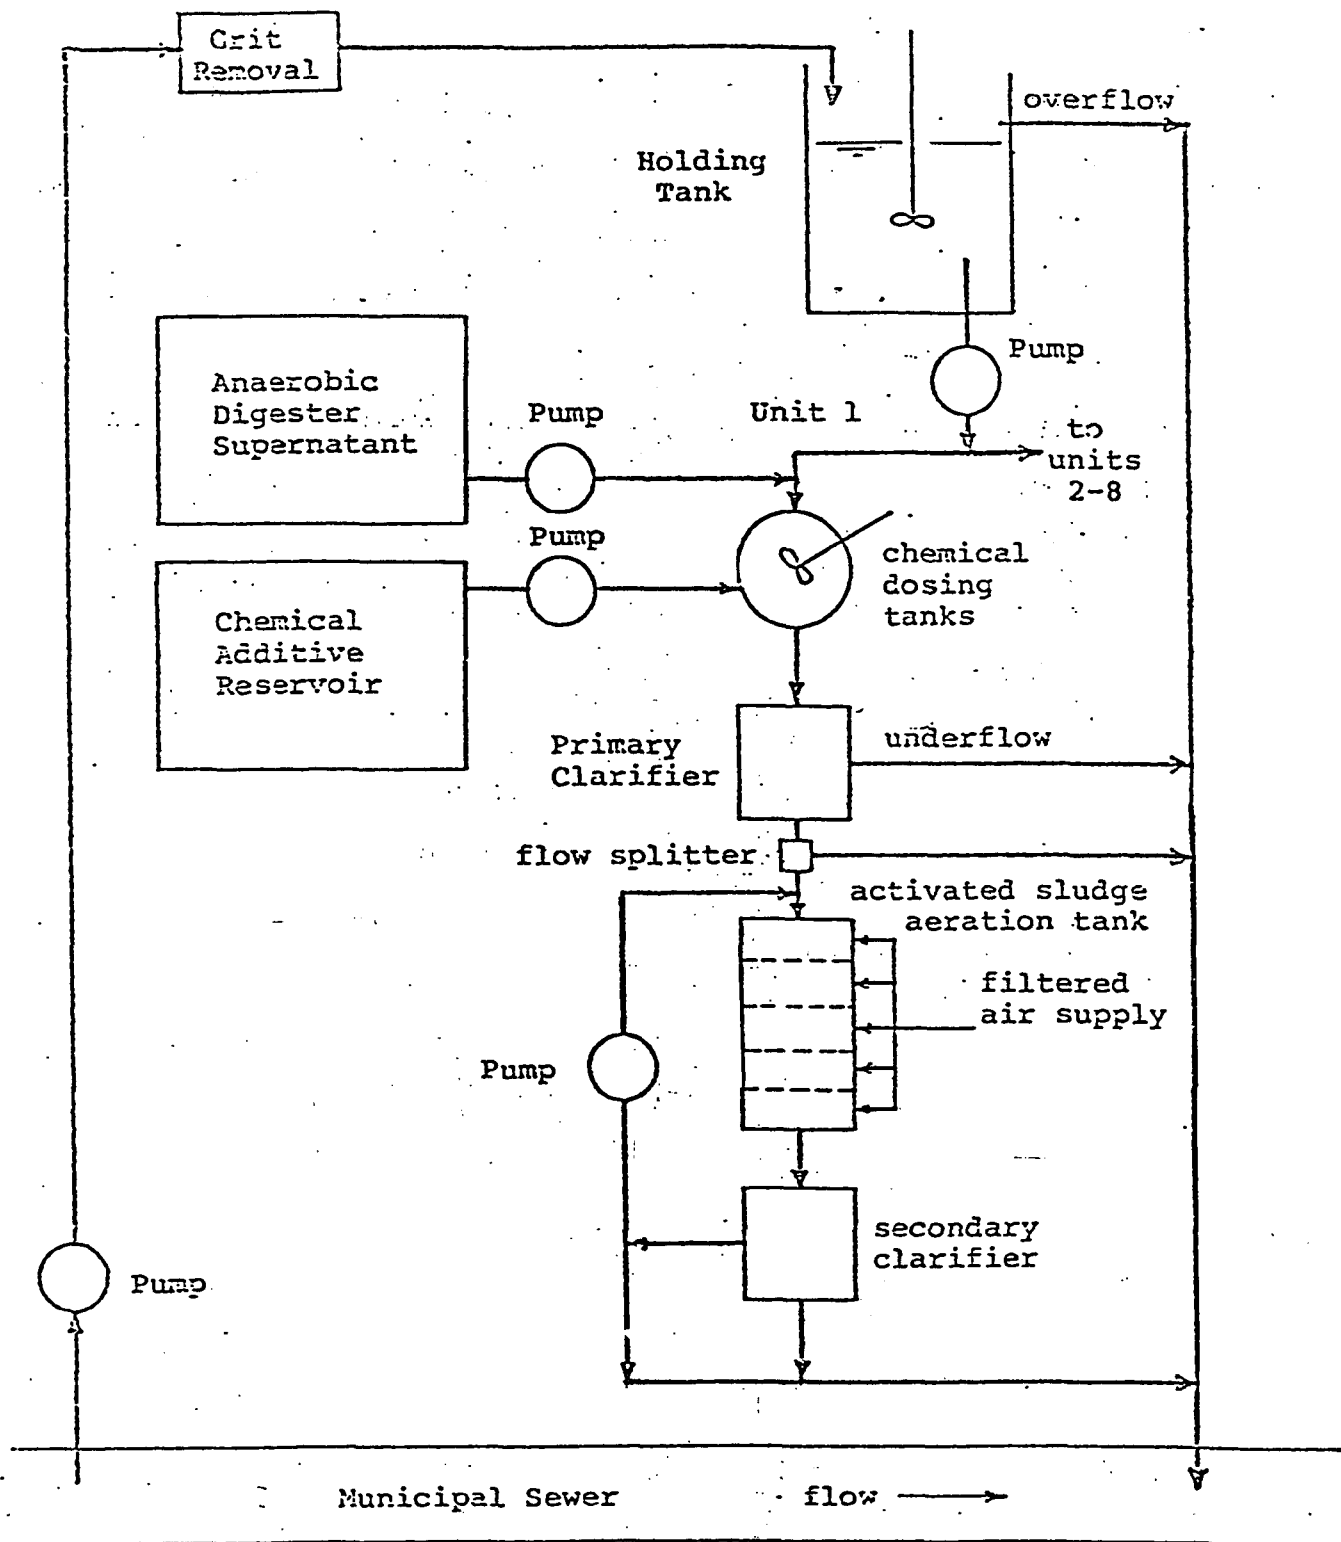 Grit
Removal
overflow
Holding
Tank
Pump
Anaerobic
Digester
Supernatant
Pump
Unit 1
to
units
2-8
Pump
chemical
dosing
tanks
Chemical
Additive
Reservoir
Primary
Clarifier
underflow
flow splitter
activated sludge
aeration tank
filtered
air supply
Pump
secondary
clarifier
Pump
Municipal Sewer
flow